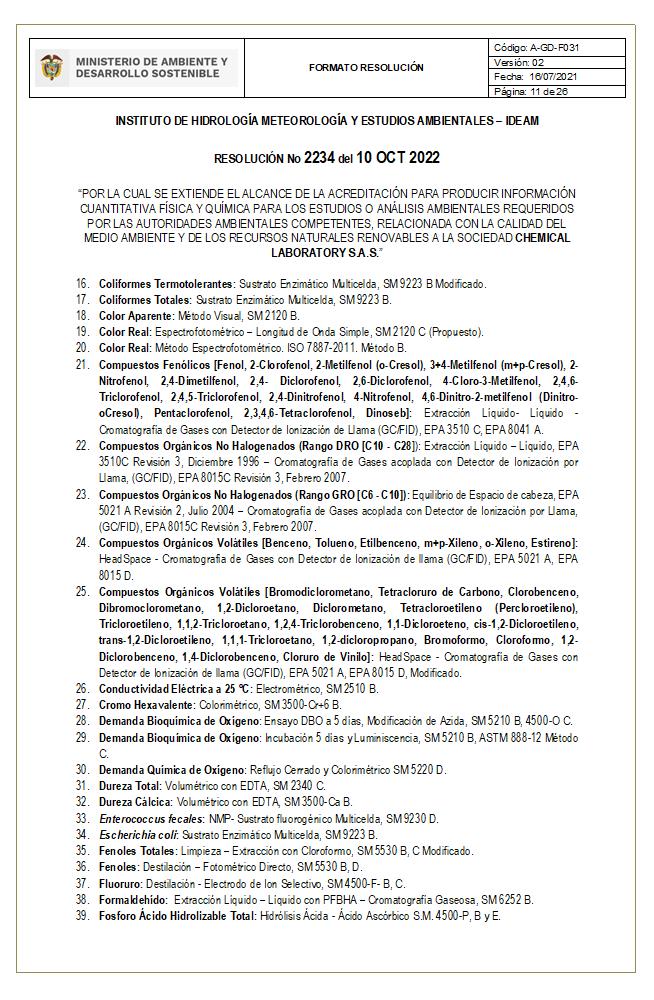 MINISTERIO DE AMBIENTE Y
DESARROLLO SOSTENIBLE
FORMATO RESOLUCIÓN
Código: A-GD-F031
Versión: 02
Fecha: 16/07/2021
Página: 11 de 26
INSTITUTO DE HIDROLOGÍA METEOROLOGÍA Y ESTUDIOS AMBIENTALES – IDEAM
RESOLUCIÓN No 2234 del 10 OCT 2022
“POR LA CUAL SE EXTIENDE EL ALCANCE DE LA ACREDITACIÓN PARA PRODUCIR INFORMACIÓN
CUANTITATIVA FÍSICA Y QUÍMICA PARA LOS ESTUDIOS O ANÁLISIS AMBIENTALES REQUERIDOS
POR LAS AUTORIDADES AMBIENTALES COMPETENTES, RELACIONADA CON LA CALIDAD DEL
MEDIO AMBIENTE Y DE LOS RECURSOS NATURALES RENOVABLES A LA SOCIEDAD CHEMICAL
LABORATORY S.A.S.”
16. Coliformes Termotolerantes: Sustrato Enzimático Multicelda, SM 9223 B Modificado.
17. Coliformes Totales: Sustrato Enzimático Multicelda, SM 9223 B.
18. Color Aparente: Método Visual, SM 2120 B.
19. Color Real: Espectrofotométrico – Longitud de Onda Simple, SM 2120 C (Propuesto).
20. Color Real: Método Espectrofotométrico. ISO 7887-2011. Método B.
21. Compuestos Fenólicos [Fenol, 2-Clorofenol, 2-Metilfenol (o-Cresol), 3+4-Metilfenol (m+p-Cresol), 2-
Nitrofenol, 2,4-Dimetilfenol, 2,4- Diclorofenol, 2,6-Diclorofenol, 4-Cloro-3-Metilfenol, 2,4,6-
Triclorofenol, 2,4,5-Triclorofenol, 2,4-Dinitrofenol, 4-Nitrofenol, 4,6-Dinitro-2-metilfenol (Dinitro-
oCresol), Pentaclorofenol, 2,3,4,6-Tetraclorofenol, Dinoseb]: Extracción Líquido- Líquido -
Cromatografía de Gases con Detector de Ionización de Llama (GC/FID), EPA 3510 C, EPA 8041 A.
22. Compuestos Orgánicos No Halogenados (Rango DRO [C10 - C28]): Extracción Líquido – Líquido, EPA
3510C Revisión 3, Diciembre 1996 – Cromatografía de Gases acoplada con Detector de Ionización por
Llama, (GC/FID), EPA 8015C Revisión 3, Febrero 2007.
23. Compuestos Orgánicos No Halogenados (Rango GRO [C6 - C10]): Equilibrio de Espacio de cabeza, EPA
5021 A Revisión 2, Julio 2004 – Cromatografía de Gases acoplada con Detector de Ionización por Llama,
(GC/FID), EPA 8015C Revisión 3, Febrero 2007.
24. Compuestos Orgánicos Volátiles [Benceno, Tolueno, Etilbenceno, m+p-Xileno, o-Xileno, Estireno]:
HeadSpace - Cromatografía de Gases con Detector de Ionización de llama (GC/FID), EPA 5021 A, EPA
8015 D.
25. Compuestos Orgánicos Volátiles [Bromodiclorometano, Tetracloruro de Carbono, Clorobenceno,
Dibromoclorometano, 1,2-Dicloroetano, Diclorometano, Tetracloroetileno (Percloroetileno),
Tricloroetileno, 1,1,2-Tricloroetano, 1,2,4-Triclorobenceno, 1,1-Dicloroeteno, cis-1,2-Dicloroetileno,
trans-1,2-Dicloroetileno, 1,1,1-Tricloroetano, 1,2-dicloropropano, Bromoformo, Cloroformo, 1,2-
Diclorobenceno, 1,4-Diclorobenceno, Cloruro de Vinilo]: HeadSpace - Cromatografía de Gases con
Detector de Ionización de llama (GC/FID), EPA 5021 A, EPA 8015 D, Modificado.
26. Conductividad Eléctrica a 25 °C: Electrométrico, SM 2510 B.
27. Cromo Hexavalente: Colorimétrico, SM 3500-Cr+6 B.
28. Demanda Bioquímica de Oxígeno: Ensayo DBO a 5 días, Modificación de Azida, SM 5210 B, 4500-O C.
29. Demanda Bioquímica de Oxígeno: Incubación 5 días y Luminiscencia, SM 5210 B, ASTM 888-12 Método
C.
30. Demanda Química de Oxígeno: Reflujo Cerrado y Colorimétrico SM 5220 D.
31. Dureza Total: Volumétrico con EDTA, SM 2340 C.
32. Dureza Cálcica: Volumétrico con EDTA, SM 3500-Ca B.
33. Enterococcus fecales: NMP- Sustrato fluorogénico Multicelda, SM 9230 D.
34. Escherichia coli: Sustrato Enzimático Multicelda, SM 9223 B.
35. Fenoles Totales: Limpieza – Extracción con Cloroformo, SM 5530 B, C Modificado.
36. Fenoles: Destilación – Fotométrico Directo, SM 5530 B, D.
37. Fluoruro: Destilación - Electrodo de Ion Selectivo, SM 4500-F- B, C.
38. Formaldehído: Extracción Líquido – Líquido con PFBHA – Cromatografía Gaseosa, SM 6252 B.
39. Fosforo Ácido Hidrolizable Total: Hidrólisis Ácida - Ácido Ascórbico S.M. 4500-P, B y E.